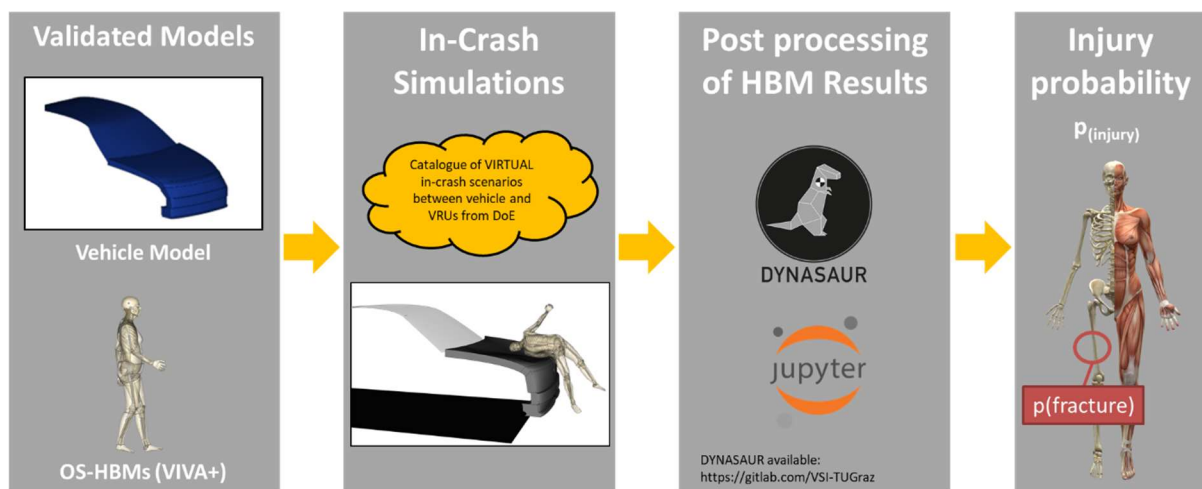 Validated Models
Vehicle Model
OS-HBMs (VIVA+)
In-Crash
Simulations
Catalogue of VIRTUAL
in-crash scenarios
between vehicle and
VRUs from DoE
Post processing
of HBM Results
DYNASAUR
jupyter
DYNASAUR available:
https://gitlab.com/VSI-TUGraz
Injury
probability
p(injury)
p(fracture)